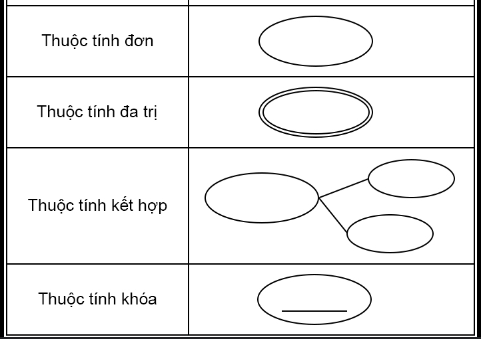 Thuộc tính đơn
Thuộc tính đa trị
Thuộc tính kết hợp
Thuộc tính khóa